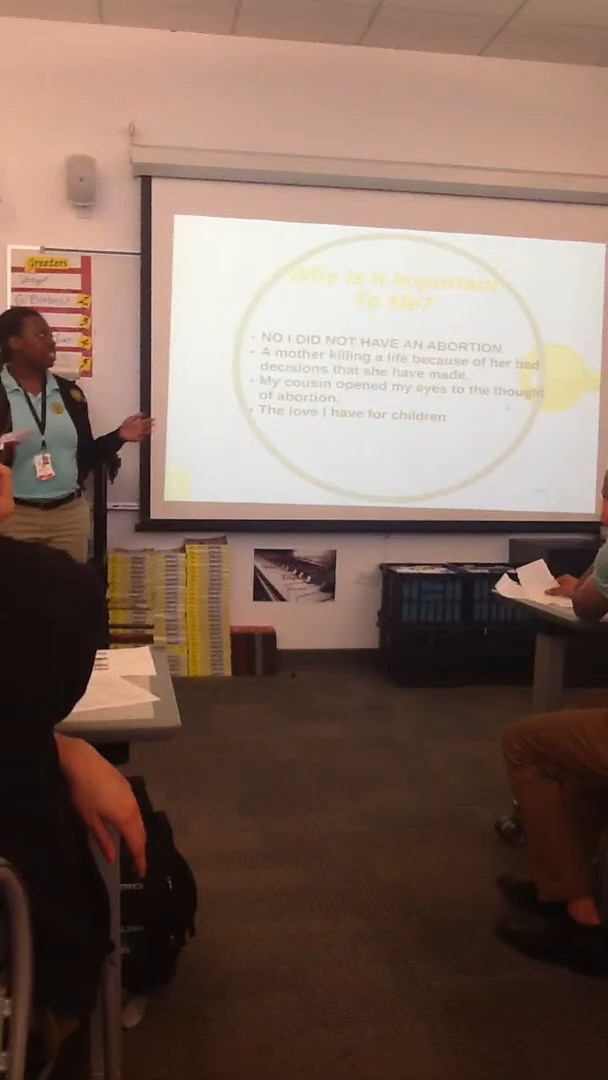 Greeters
Why Is it Important
To Me?
• NO I DID NOT HAVE AN ABORTION
• A mother killing a life because of her bad
decisions that she have made.
• My cousin opened my eyes to the thought
of abortion.
• The love I have for children